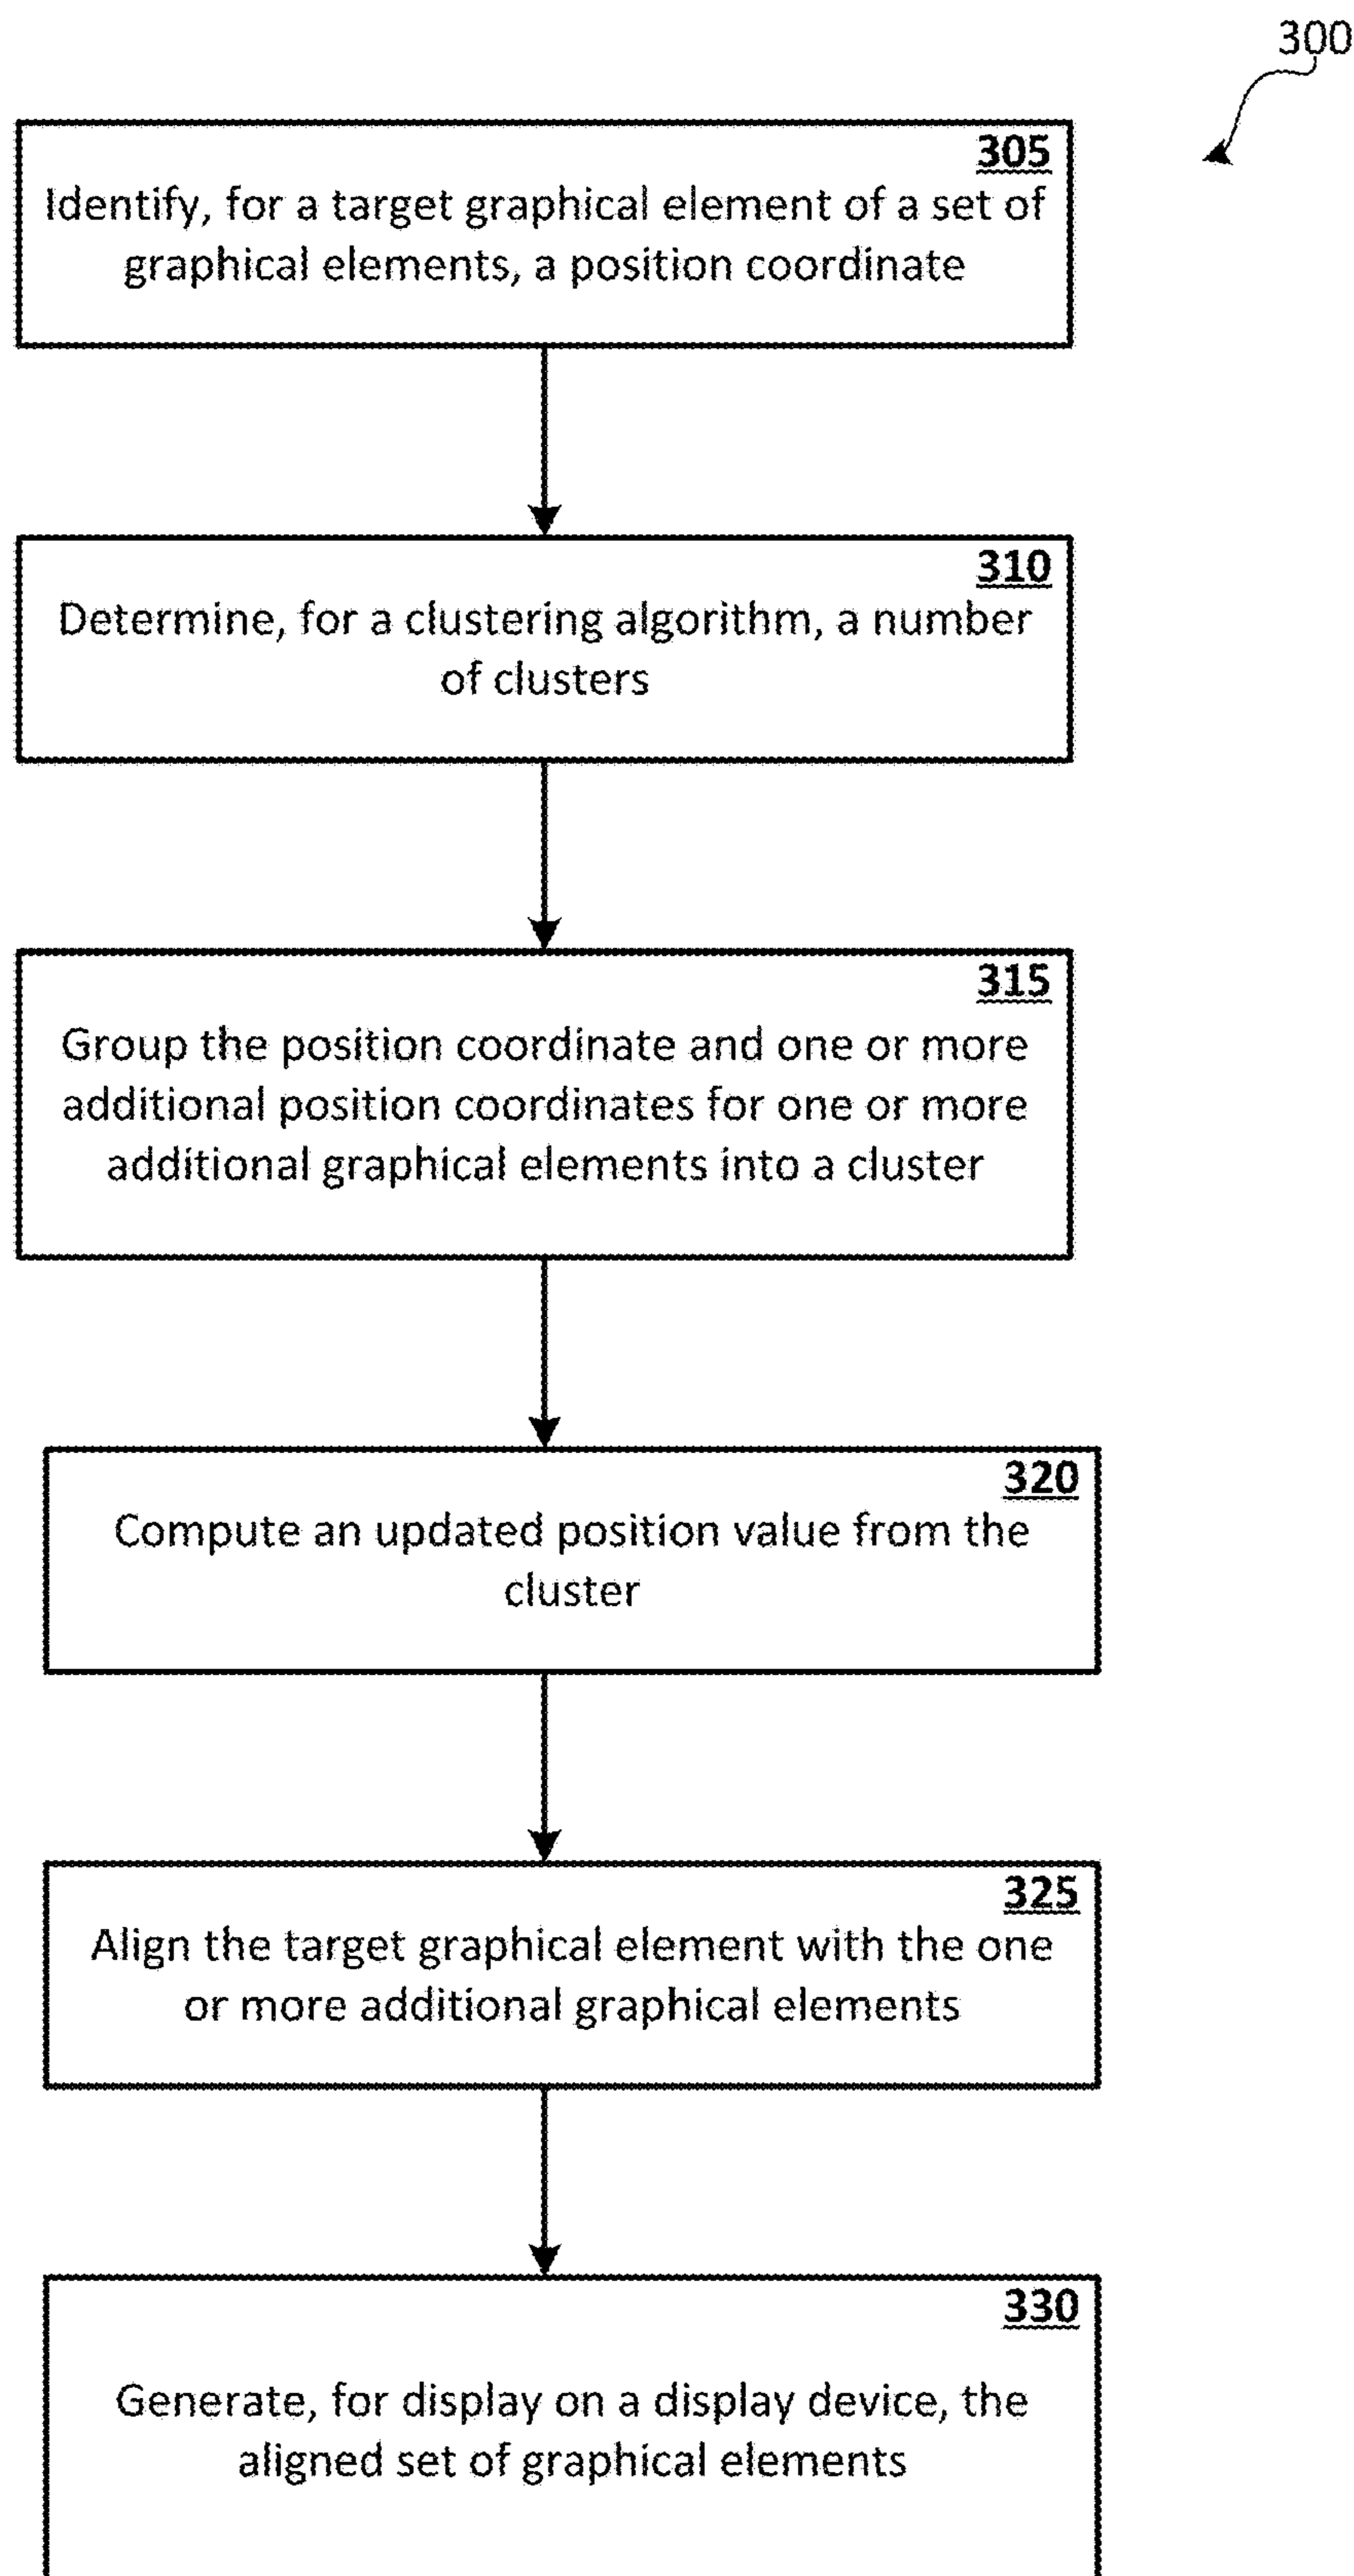 300
305
Identify, for a target graphical element of a set of
graphical elements, a position coordinate
310
Determine, for a clustering algorithm, a number
of clusters
315
Group the position coordinate and one or more
additional position coordinates for one or more
additional graphical elements into a cluster
320
Compute an updated position value from the
cluster
325
Align the target graphical element with the one
or more additional graphical elements
330
Generate, for display on a display device, the
aligned set of graphical elements